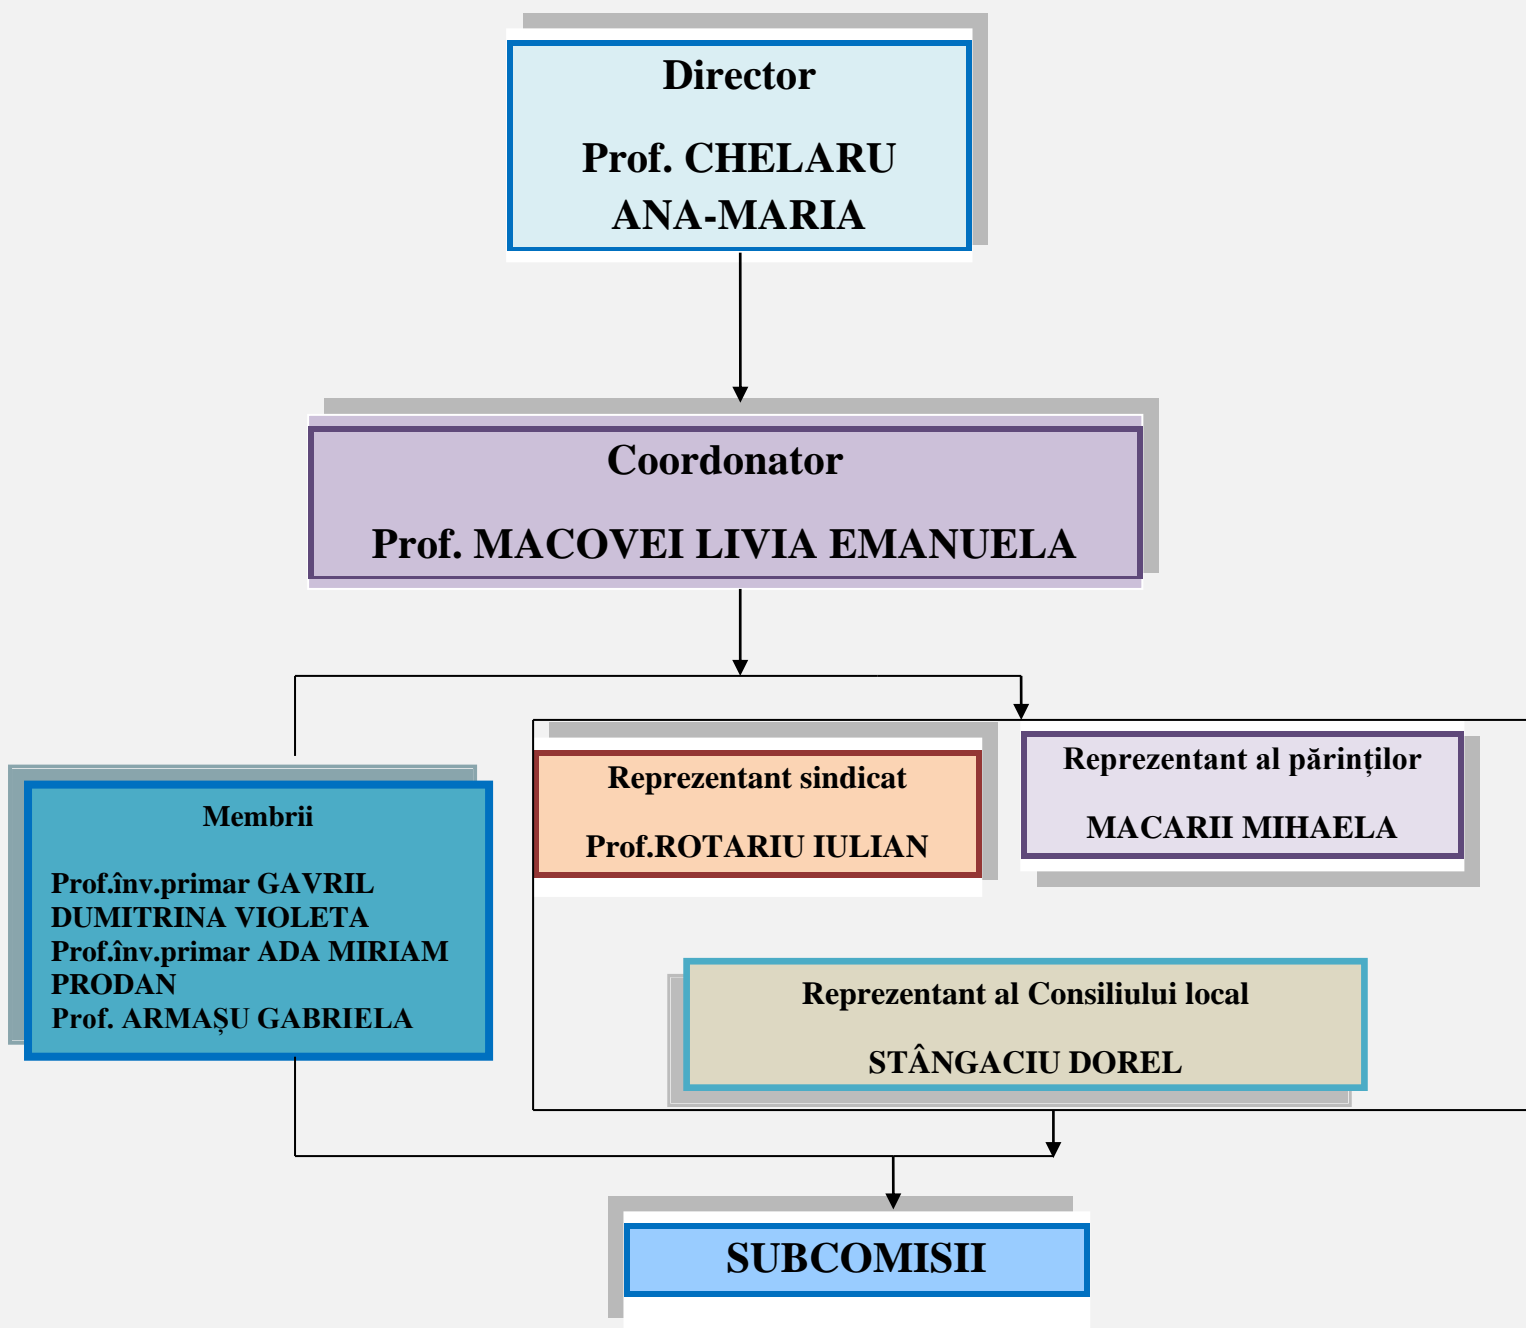 Director
Prof. CHELARU
ANA-MARIA
Coordonator
Prof. MACOVEI LIVIA EMANUELA
Membrii
Prof.înv.primar GAVRIL
DUMITRINA VIOLETA
Prof.înv.primar ADA MIRIAM
PRODAN
Prof. ARMAȘU GABRIELA
Reprezentant sindicat
Prof.ROTARIU IULIAN
Reprezentant al părinților
MACARII MIHAELA
Reprezentant al Consiliului local
STÂNGACIU DOREL
SUBCOMISII